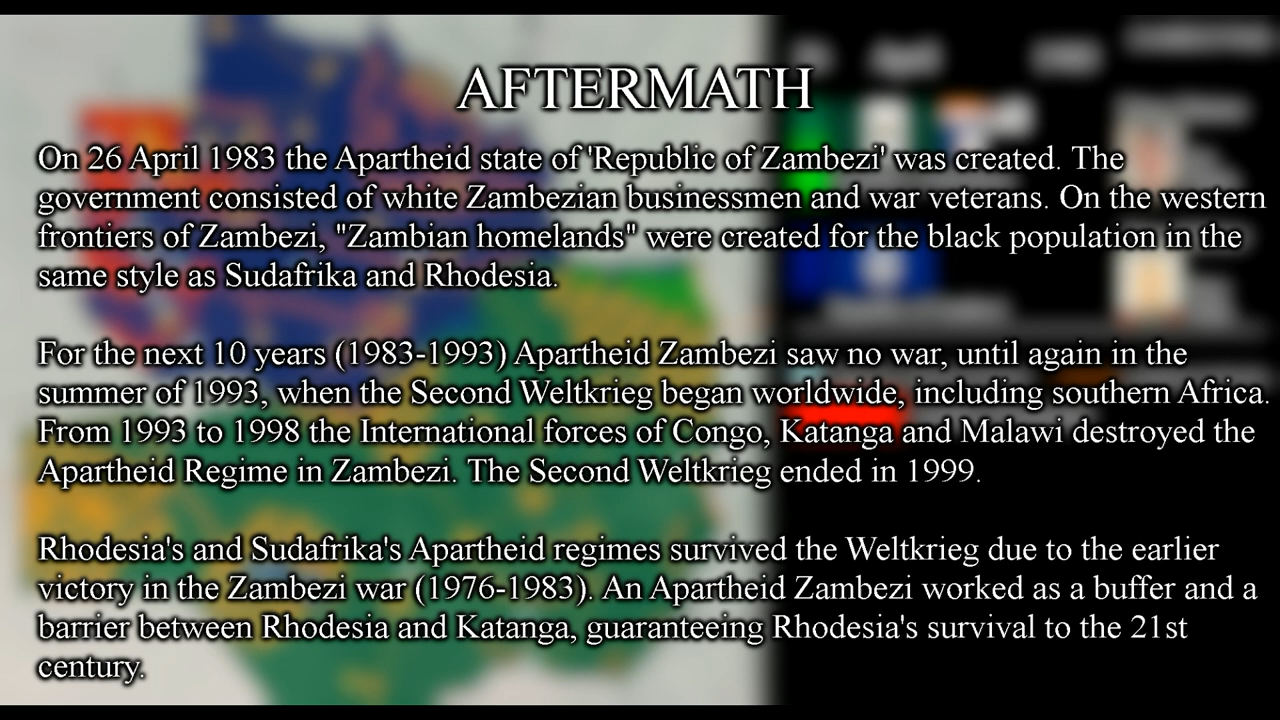 AFTERMATH
On 26 April 1983 the Apartheid state of 'Republic of Zambezi' was created. The
government consisted of white Zambezian businessmen and war veterans. On the western
frontiers of Zambezi, "Zambian homelands" were created for the black population in the
same style as Sudafrika and Rhodesia.
For the next 10 years (1983-1993) Apartheid Zambezi saw no war, until again in the
summer of 1993, when the Second Weltkrieg began worldwide, including southern Africa.
From 1993 to 1998 the International forces of Congo, Katanga and Malawi destroyed the
Apartheid Regime in Zambezi. The Second Weltkrieg ended in 1999.
Rhodesia's and Sudafrika's Apartheid regimes survived the Weltkrieg due to the earlier
victory in the Zambezi war (1976-1983). An Apartheid Zambezi worked as a buffer and a
barrier between Rhodesia and Katanga, guaranteeing Rhodesia's survival to the 21st
century.